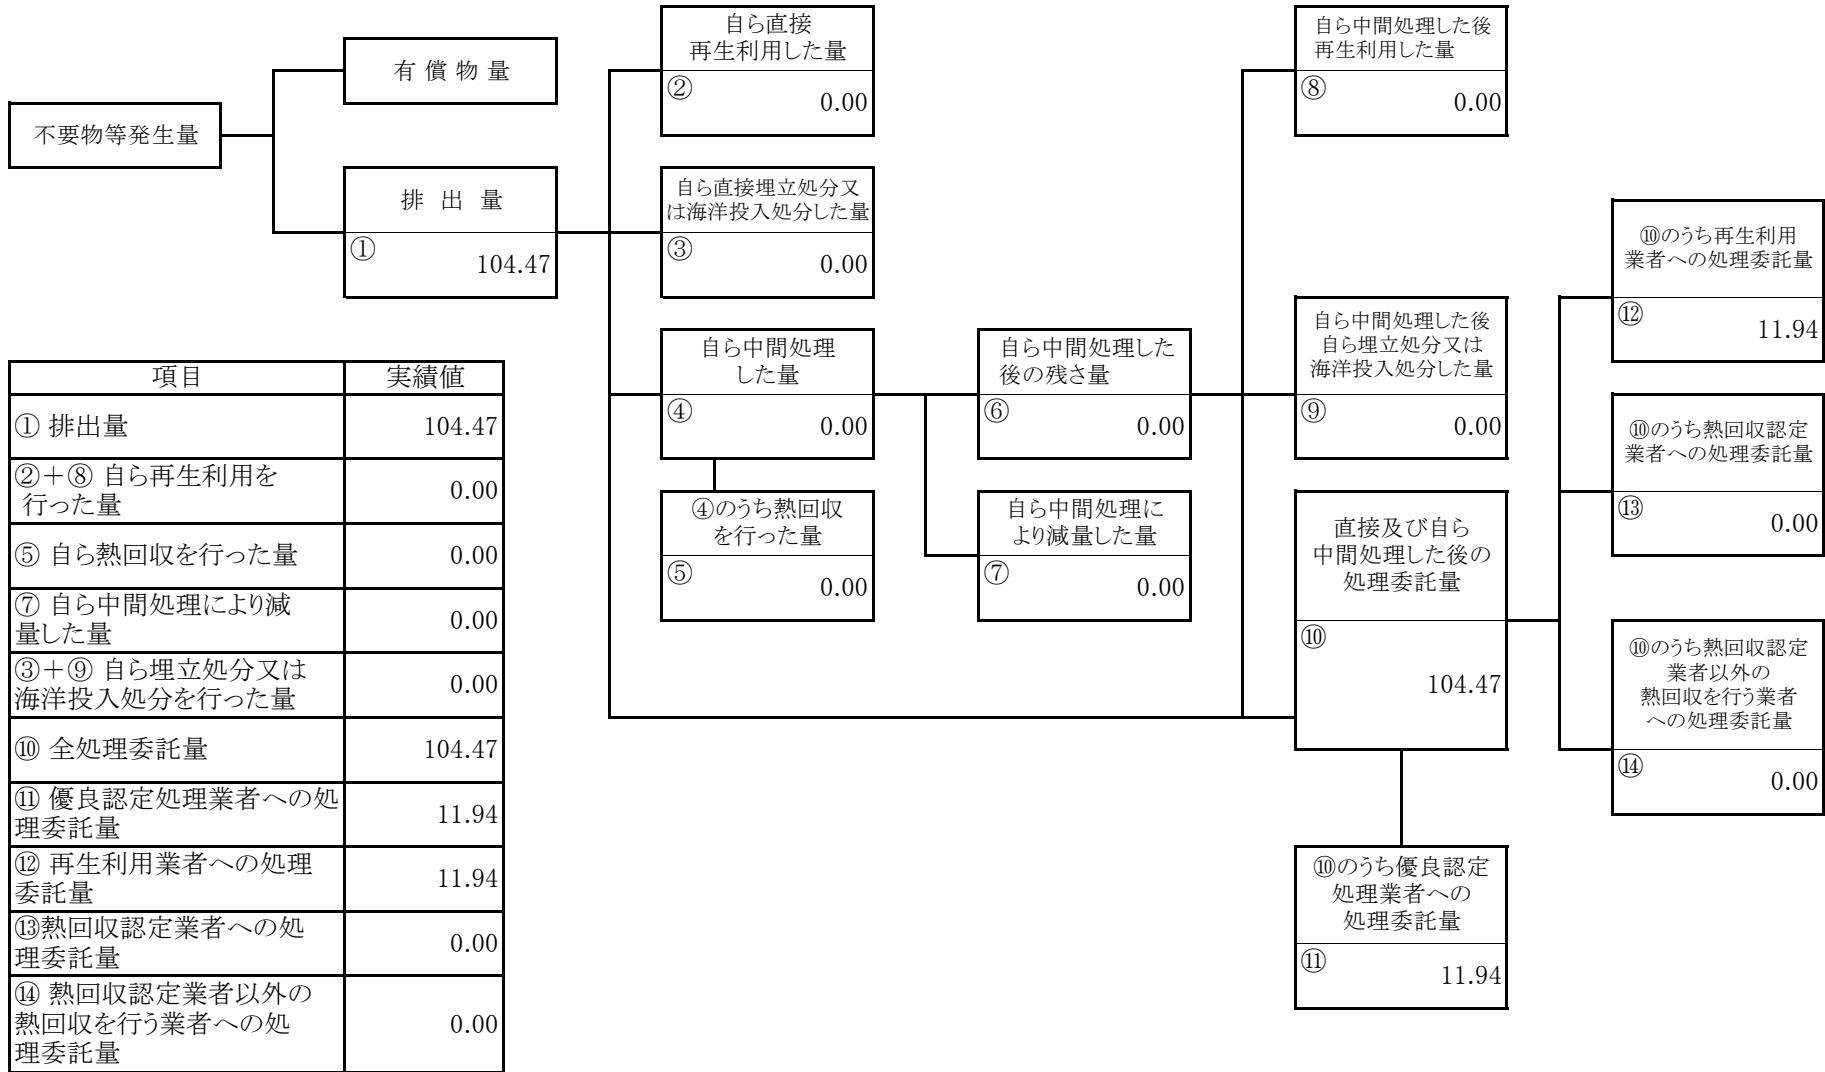 不要物等発生量
有 償 物 量
排 出 量
①
104.47
自ら直接
再生利用した量
②
0.00
自ら直接埋立処分又
は海洋投入処分した量
③
0.00
自ら中間処理
した量
④
0.00
④のうち熱回収
を行った量
⑤
0.00
自ら中間処理した
後の残さ量
⑥
0.00
自ら中間処理に
より減量した量
⑦
0.00
自ら中間処理した後
再生利用した量
⑧
0.00
自ら中間処理した後
自ら埋立処分又は
海洋投入処分した量
⑨
0.00
直接及び自ら
中間処理した後の
処理委託量
⑩
104.47
⑩のうち優良認定
処理業者への
処理委託量
⑪
11.94
⑩のうち再生利用
業者への処理委託量
⑫
11.94
⑩のうち熱回収認定
業者への処理委託量
⑬
0.00
⑩のうち熱回収認定
業者以外の
熱回収を行う業者
への処理委託量
⑭
0.00
項目 実績値
① 排出量 104.47
②＋⑧ 自ら再生利用を
行った量
0.00
⑤ 自ら熱回収を行った量 0.00
⑦ 自ら中間処理により減
量した量
0.00
③＋⑨ 自ら埋立処分又は
海洋投入処分を行った量
0.00
⑩ 全処理委託量 104.47
⑪ 優良認定処理業者への処
理委託量
11.94
⑫ 再生利用業者への処理
委託量
11.94
⑬熱回収認定業者への処
理委託量
0.00
⑭ 熱回収認定業者以外の
熱回収を行う業者への処
理委託量
0.00